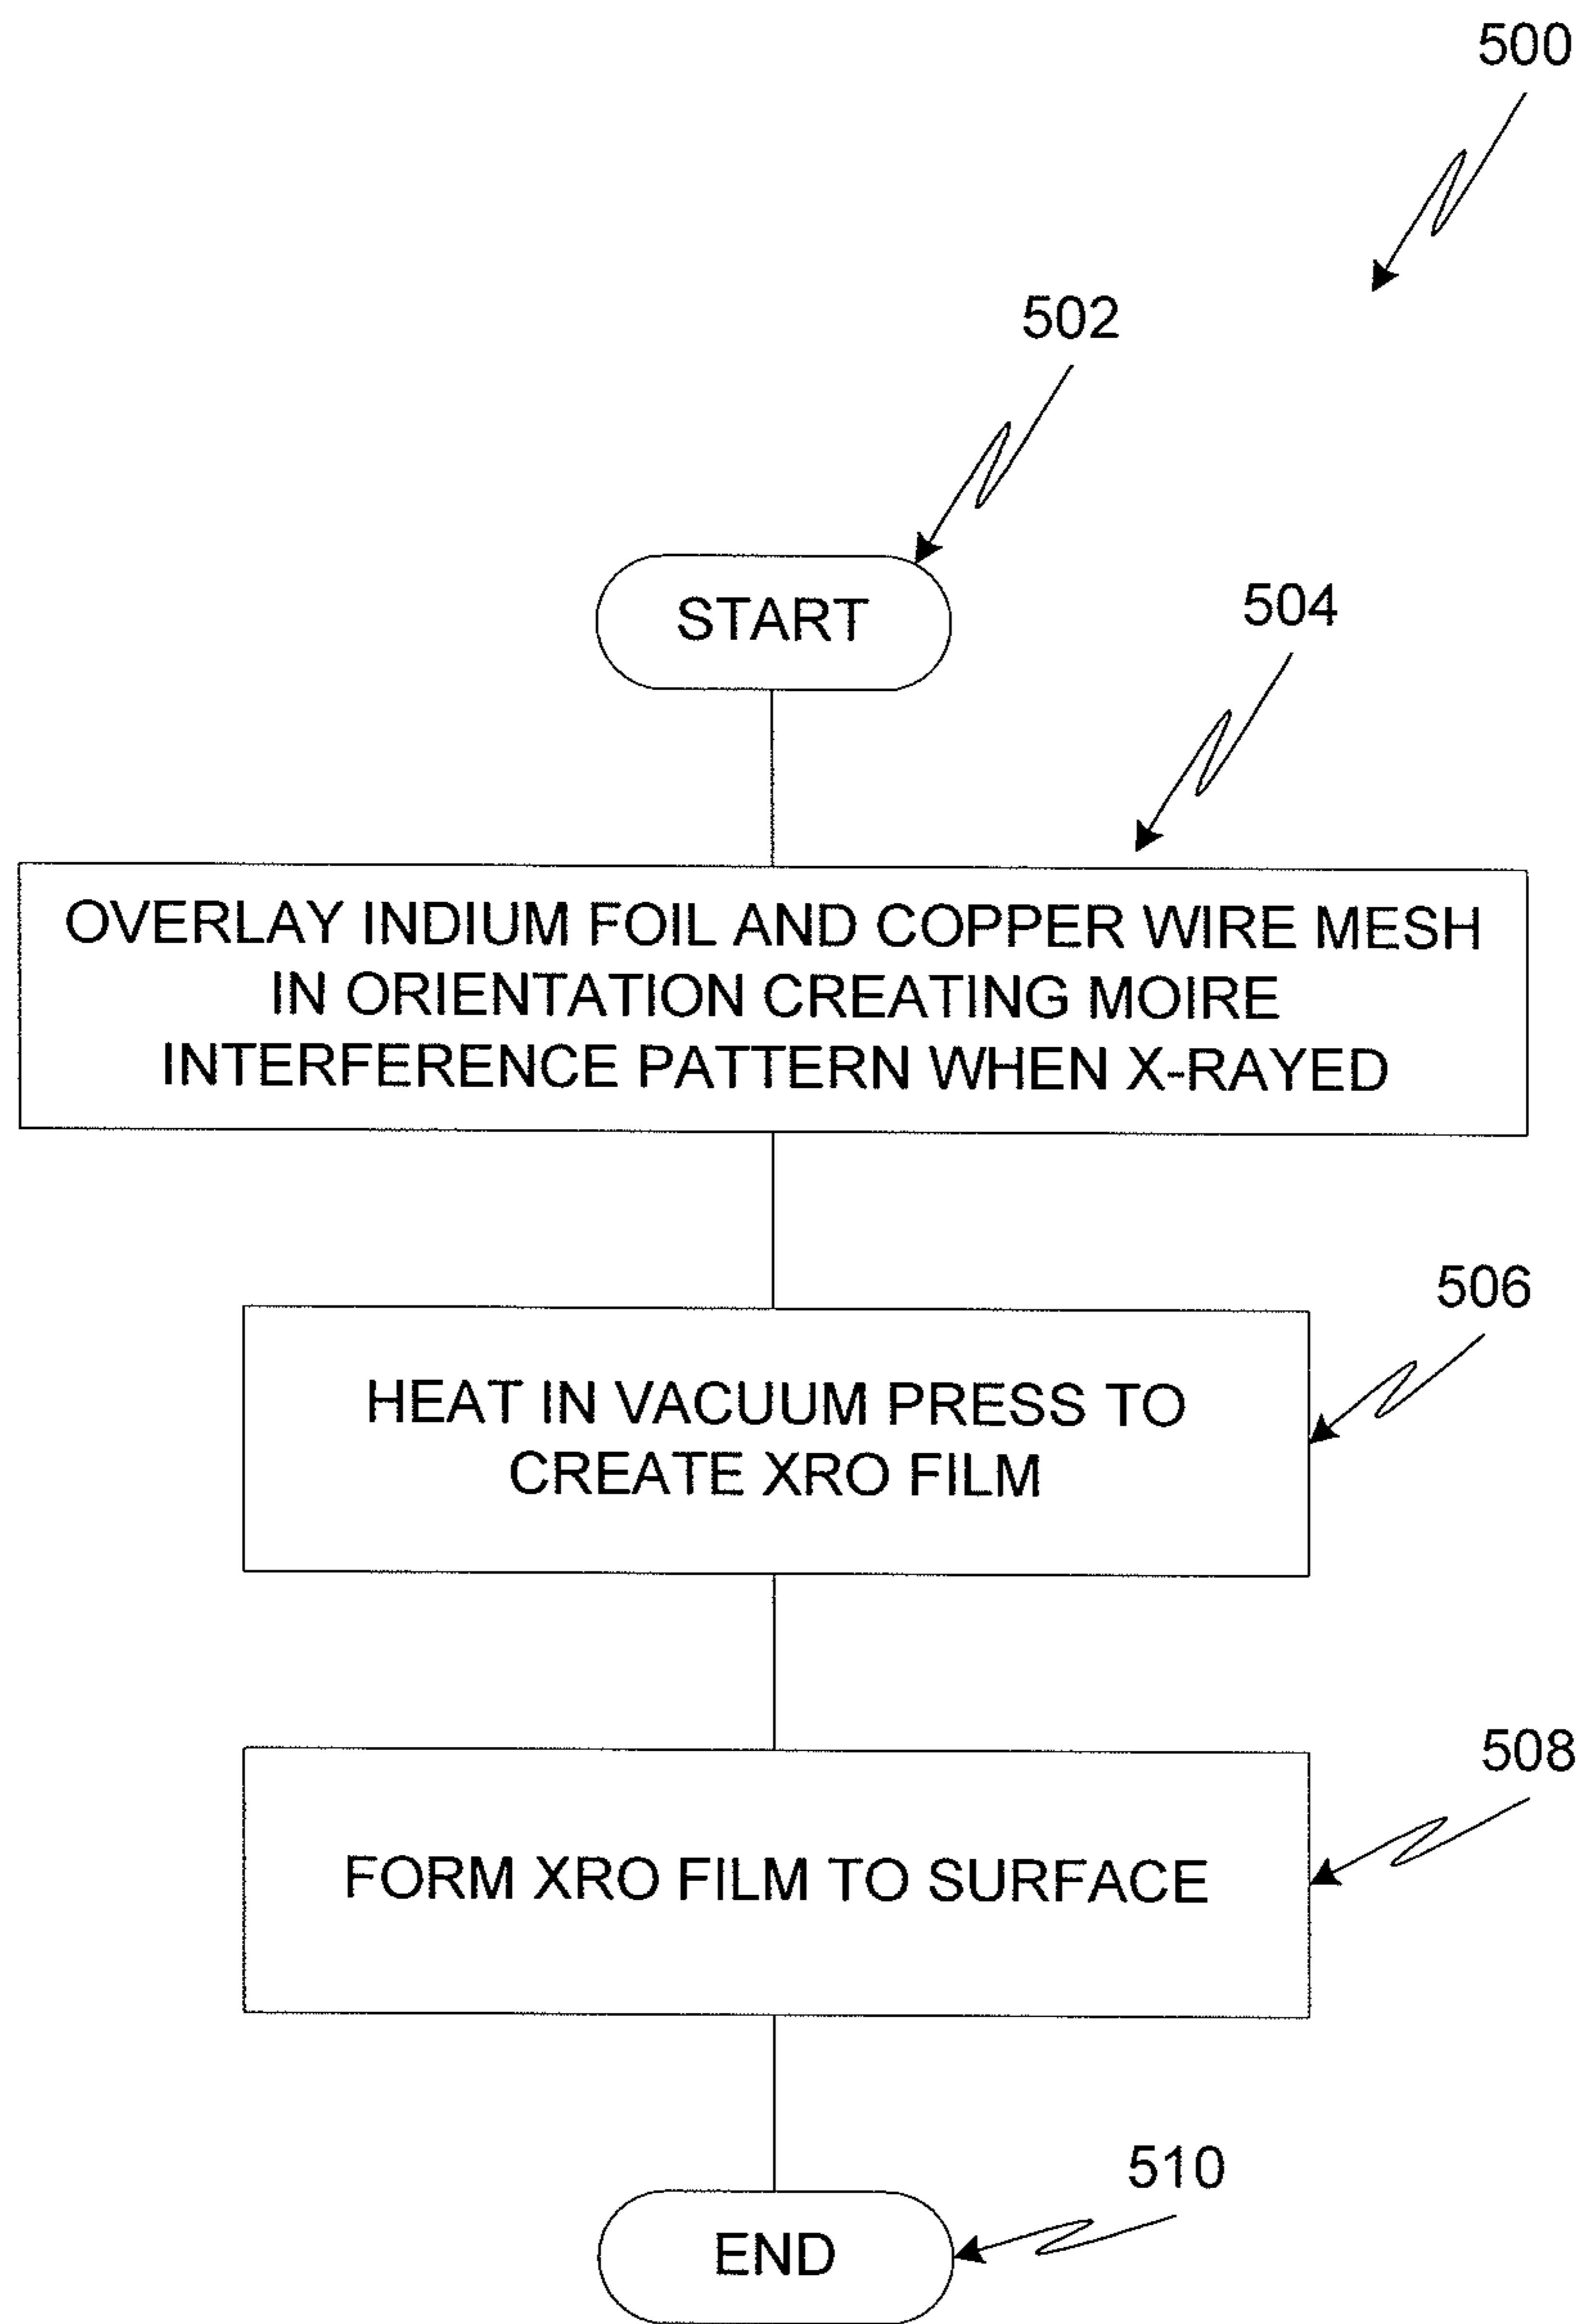 500
502
START
504
OVERLAY INDIUM FOIL AND COPPER WIRE MESH
IN ORIENTATION CREATING MOIRE
INTERFERENCE PATTERN WHEN X-RAYED
506
HEAT IN VACUUM PRESS TO
CREATE XRO FILM
508
FORM XRO FILM TO SURFACE
510
END